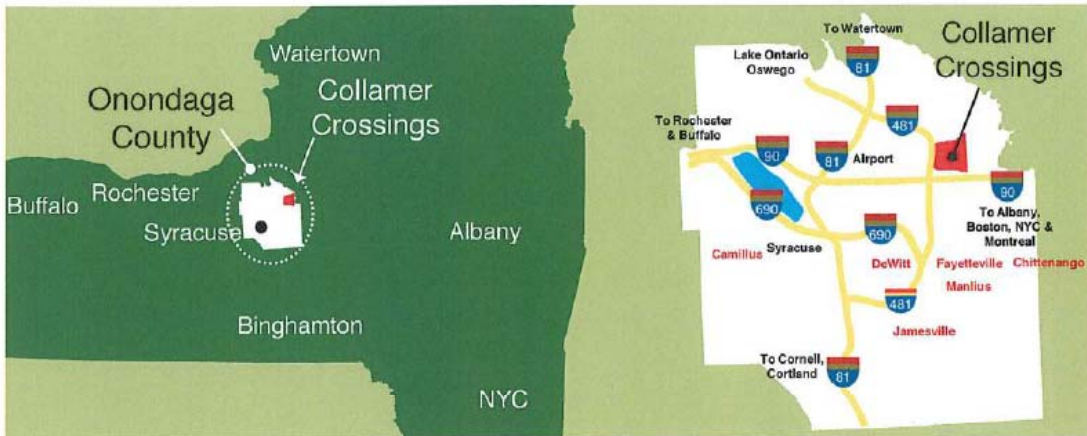 Watertown
Onondaga
County
Collamer
Crossings
Rochester
Buffalo
Syracuse
Albany
Binghamton
NYC
To Watertown
81
Lake Ontario
Oswego
Collamer
Crossings
481
To Rochester
& Buffalo
90
81
Airport
90
690
To Albany,
Boston, NYC &
Montreal
Syracuse
690
Camillus
DeWitt
Fayetteville
Chittenango
Manlius
481
Jamesville
To Cornell,
Cortland
81